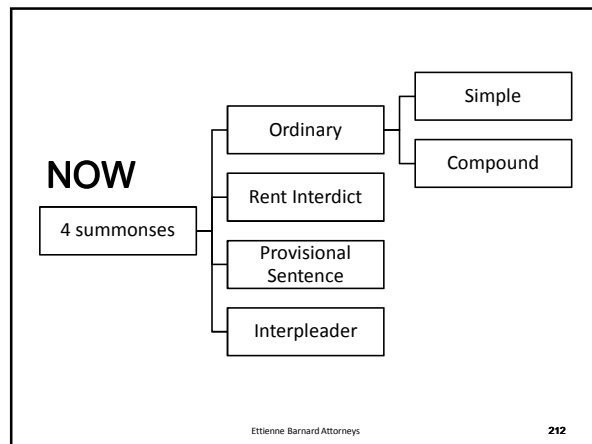 NOW
4 summonses
Ordinary
Simple
Compound
Rent Interdict
Provisional
Sentence
Interpleader
Ettienne Barnard Attorneys
212